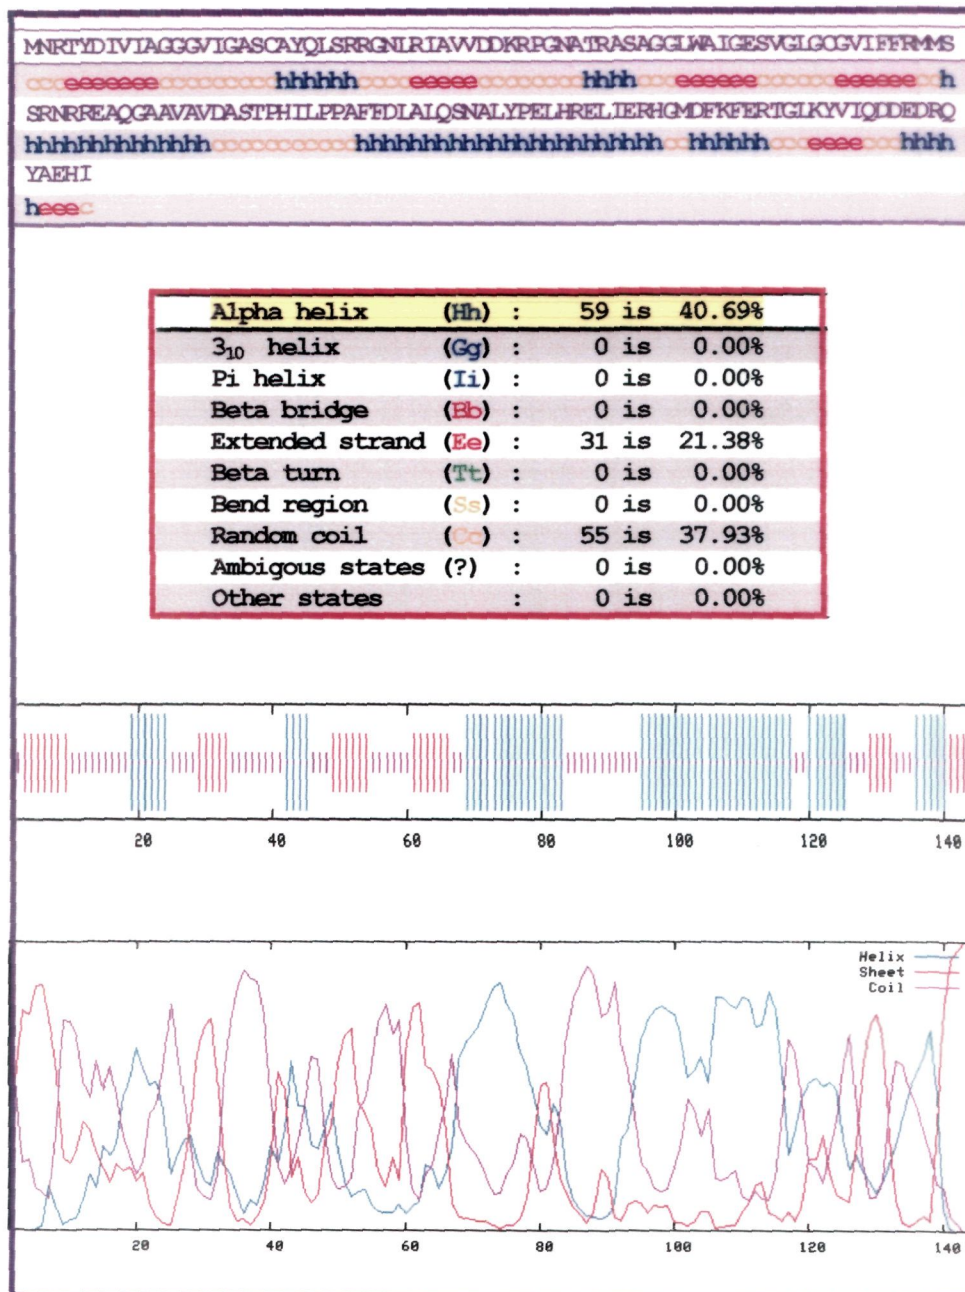 MNRTYDIVIAGGGVIGASCAYQLSRRGNLRIAVVDDKRPGNATRASAGGLWAIGESVGLGCGVIFFRMMS
ccceeeeeeeccccccccchhhhhhcccceeeeecccccccchhhhccceeeeeecccccceeeeeecch
SRNRREAQGAAVAVDASTPHILPPAFFDLALQSNALYPELHRELIERHGMDFKFERTGLKYVIQDDEDRQ
hhhhhhhhhhhhhhccccccccccchhhhhhhhhhhhhhhhhhhhhhhcchhhhhhccceeeeccchhhh
YAEHI
heeec
Alpha helix (Hh) : 59 is 40.69%
3₁₀ helix (Gg) : 0 is 0.00%
Pi helix (Ii) : 0 is 0.00%
Beta bridge (Bb) : 0 is 0.00%
Extended strand (Ee) : 31 is 21.38%
Beta turn (Tt) : 0 is 0.00%
Bend region (Ss) : 0 is 0.00%
Random coil (Cc) : 55 is 37.93%
Ambigous states (?) : 0 is 0.00%
Other states : 0 is 0.00%
20 40 60 80 100 120 140
Helix
Sheet
Coil
20 40 60 80 100 120 140